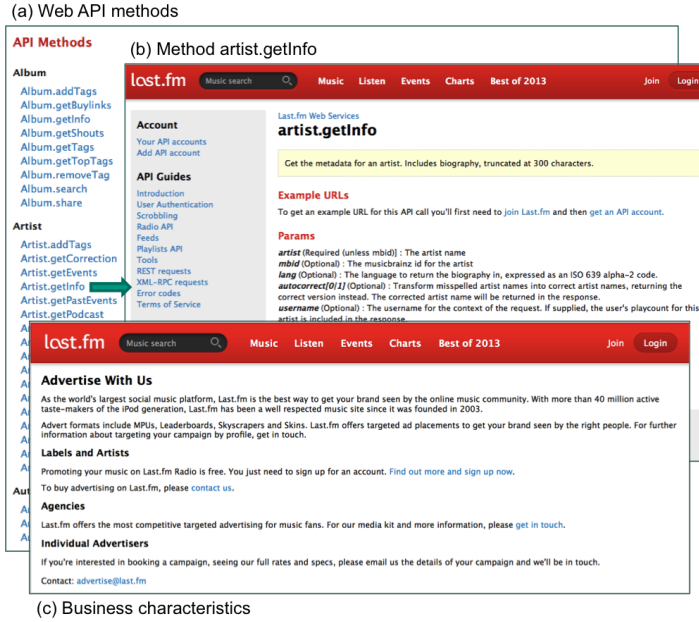 (a) Web API methods
API Methods
Album
Album.addTags
Album.getBuylinks
Album.getInfo
Album.getShouts
Album.getTags
Album.getTopTags
Album.removeTag
Album.search
Album.share
Artist
Artist.addTags
Artist.getCorrection
Artist.getEvents
Artist.getInfo
Artist.getPastEvents
Artist.getPodcast
Aut
(b) Method artist.getInfo
last.fm Music search Music Listen Events Charts Best of 2013 Join Login
Account
Your API accounts
Add API account
API Guides
Introduction
User Authentication
Scrobbling
Radio API
Feeds
Playlists API
Tools
REST requests
XML-RPC requests
Error codes
Terms of Service
Last.fm Web Services
artist.getInfo
Get the metadata for an artist. Includes biography, truncated at 300 characters.
Example URLs
To get an example URL for this API call you'll first need to join Last.fm and then get an API account.
Params
artist (Required (unless mbid)] : The artist name
mbid (Optional) : The musicbrainz id for the artist
lang (Optional) : The language to return the biography in, expressed as an ISO 639 alpha-2 code.
autocorrect[0|1] (Optional) : Transform misspelled artist names into correct artist names, returning the
correct version instead. The corrected artist name will be returned in the response.
username (Optional) : The username for the context of the request. If supplied, the user's playcount for this
artist is included in the response.
last.fm Music search Music Listen Events Charts Best of 2013 Join Login
Advertise With Us
As the world's largest social music platform, Last.fm is the best way to get your brand seen by the online music community. With more than 40 million active
taste-makers of the iPod generation, Last.fm has been a well respected music site since it was founded in 2003.
Advert formats include MPUs, Leaderboards, Skyscrapers and Skins. Last.fm offers targeted ad placements to get your brand seen by the right people. For further
information about targeting your campaign by profile, get in touch.
Labels and Artists
Promoting your music on Last.fm Radio is free. You just need to sign up for an account. Find out more and sign up now.
To buy advertising on Last.fm, please contact us.
Agencies
Last.fm offers the most competitive targeted advertising for music fans. For our media kit and more information, please get in touch.
Individual Advertisers
If you're interested in booking a campaign, seeing our full rates and specs, please email us the details of your campaign and we'll be in touch.
Contact: advertise@last.fm
(c) Business characteristics